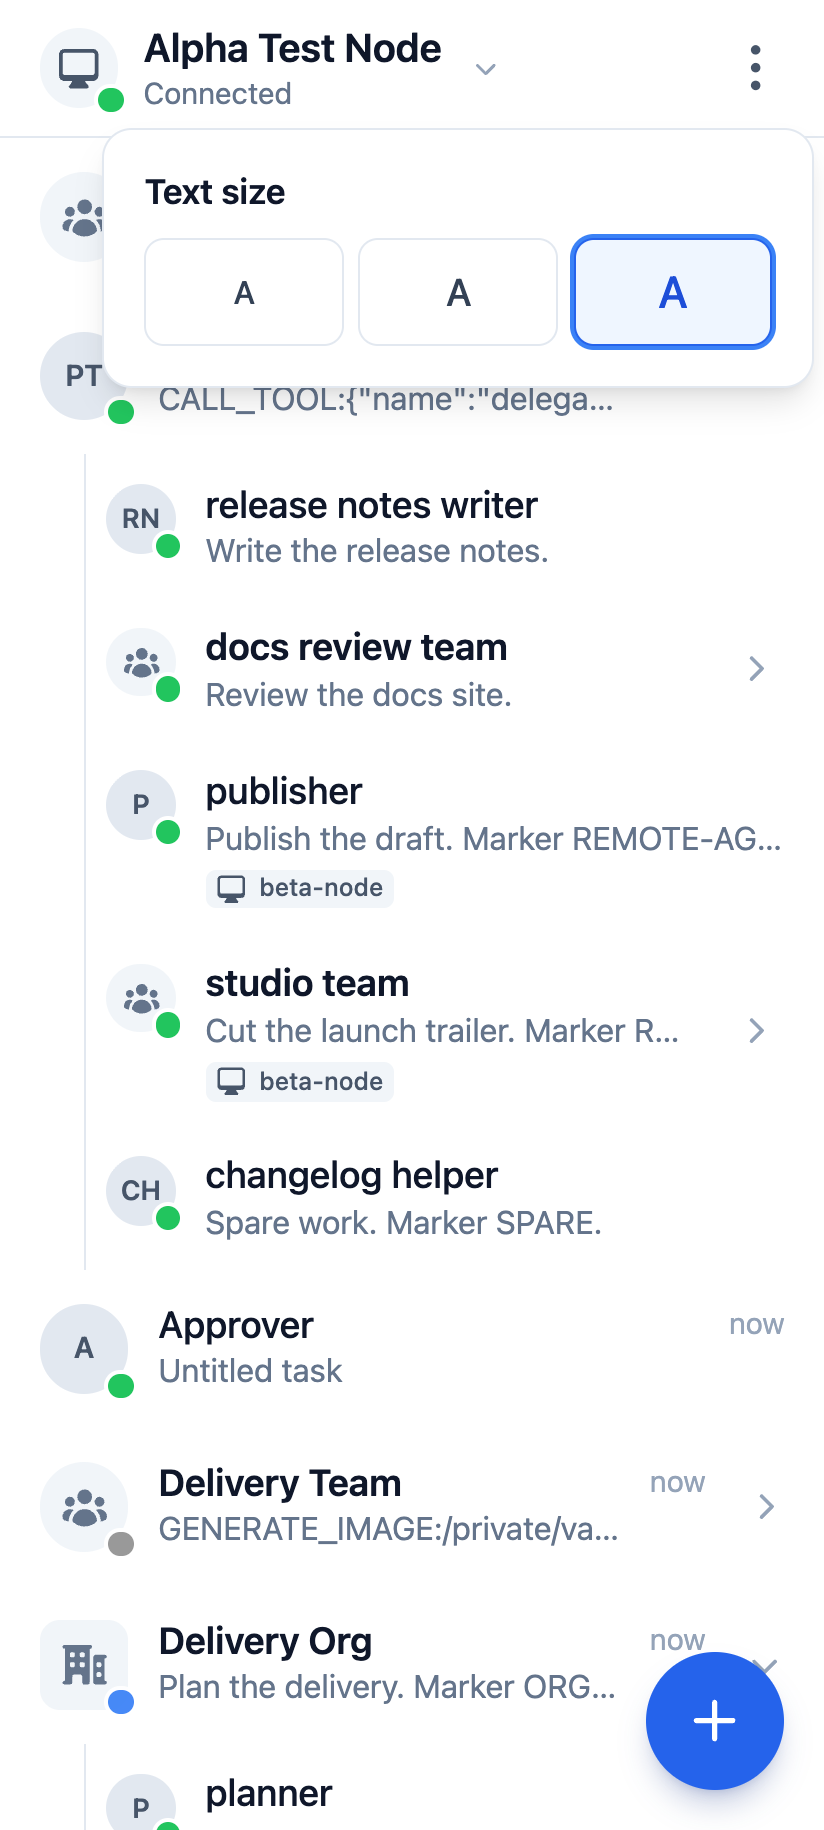 Alpha Test Node
Connected
Text size
A A A
PT
CALL_TOOL:{"name":"delega...
RN
release notes writer
Write the release notes.
docs review team
Review the docs site.
P
publisher
Publish the draft. Marker REMOTE-AG...
beta-node
studio team
Cut the launch trailer. Marker R...
beta-node
CH
changelog helper
Spare work. Marker SPARE.
A
Approver now
Untitled task
Delivery Team now
GENERATE_IMAGE:/private/va...
Delivery Org now
Plan the delivery. Marker ORG...
P
planner